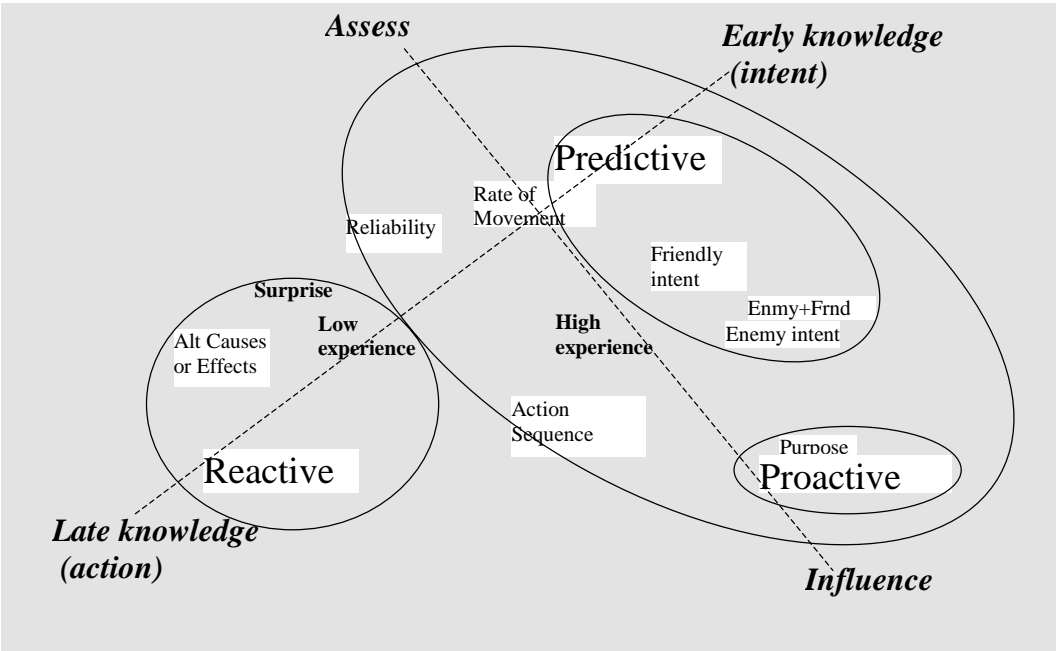 Assess
Early knowledge
(intent)
Predictive
Rate of
Movement
Reliability
Friendly
intent
Surprise
Enmy+Frnd
Low
experience
High
experience
Enemy intent
Alt Causes
or Effects
Action
Sequence
Purpose
Proactive
Reactive
Late knowledge
(action)
Influence